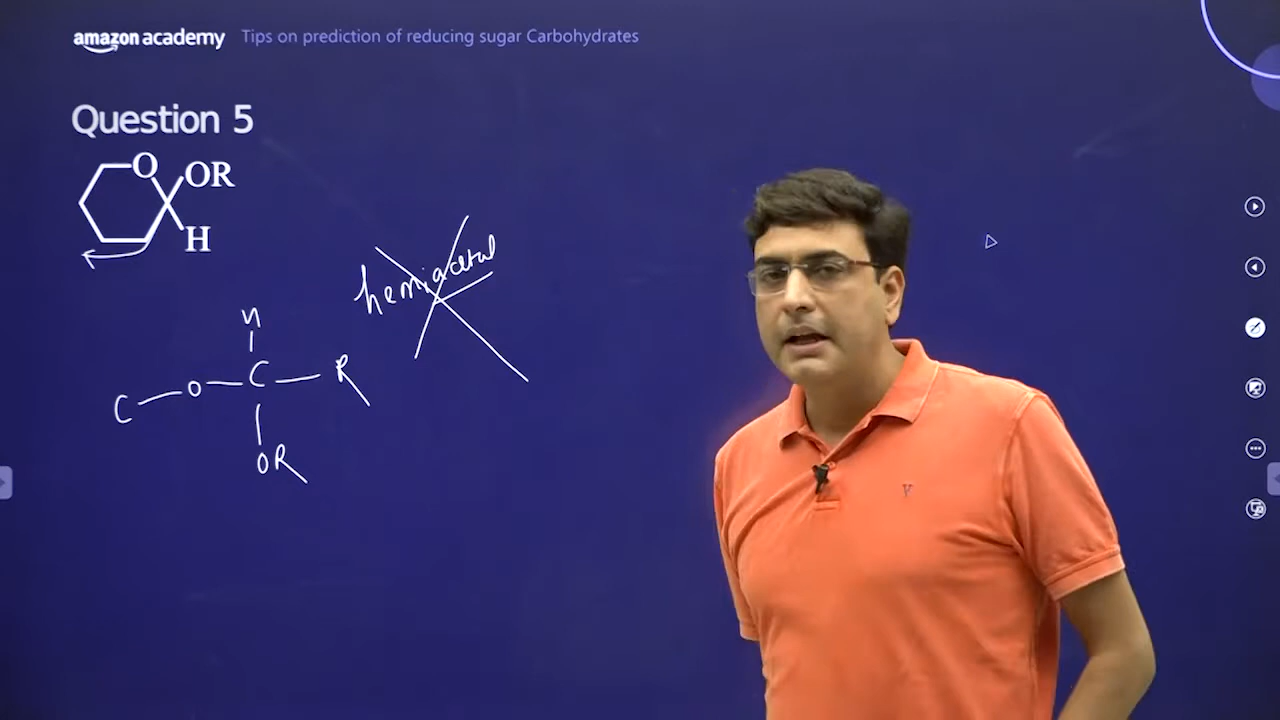 amazon academy Tips on prediction of reducing sugar Carbohydrates
Question 5
O
OR
H
hemiacetal
H
C — O — C — R
OR